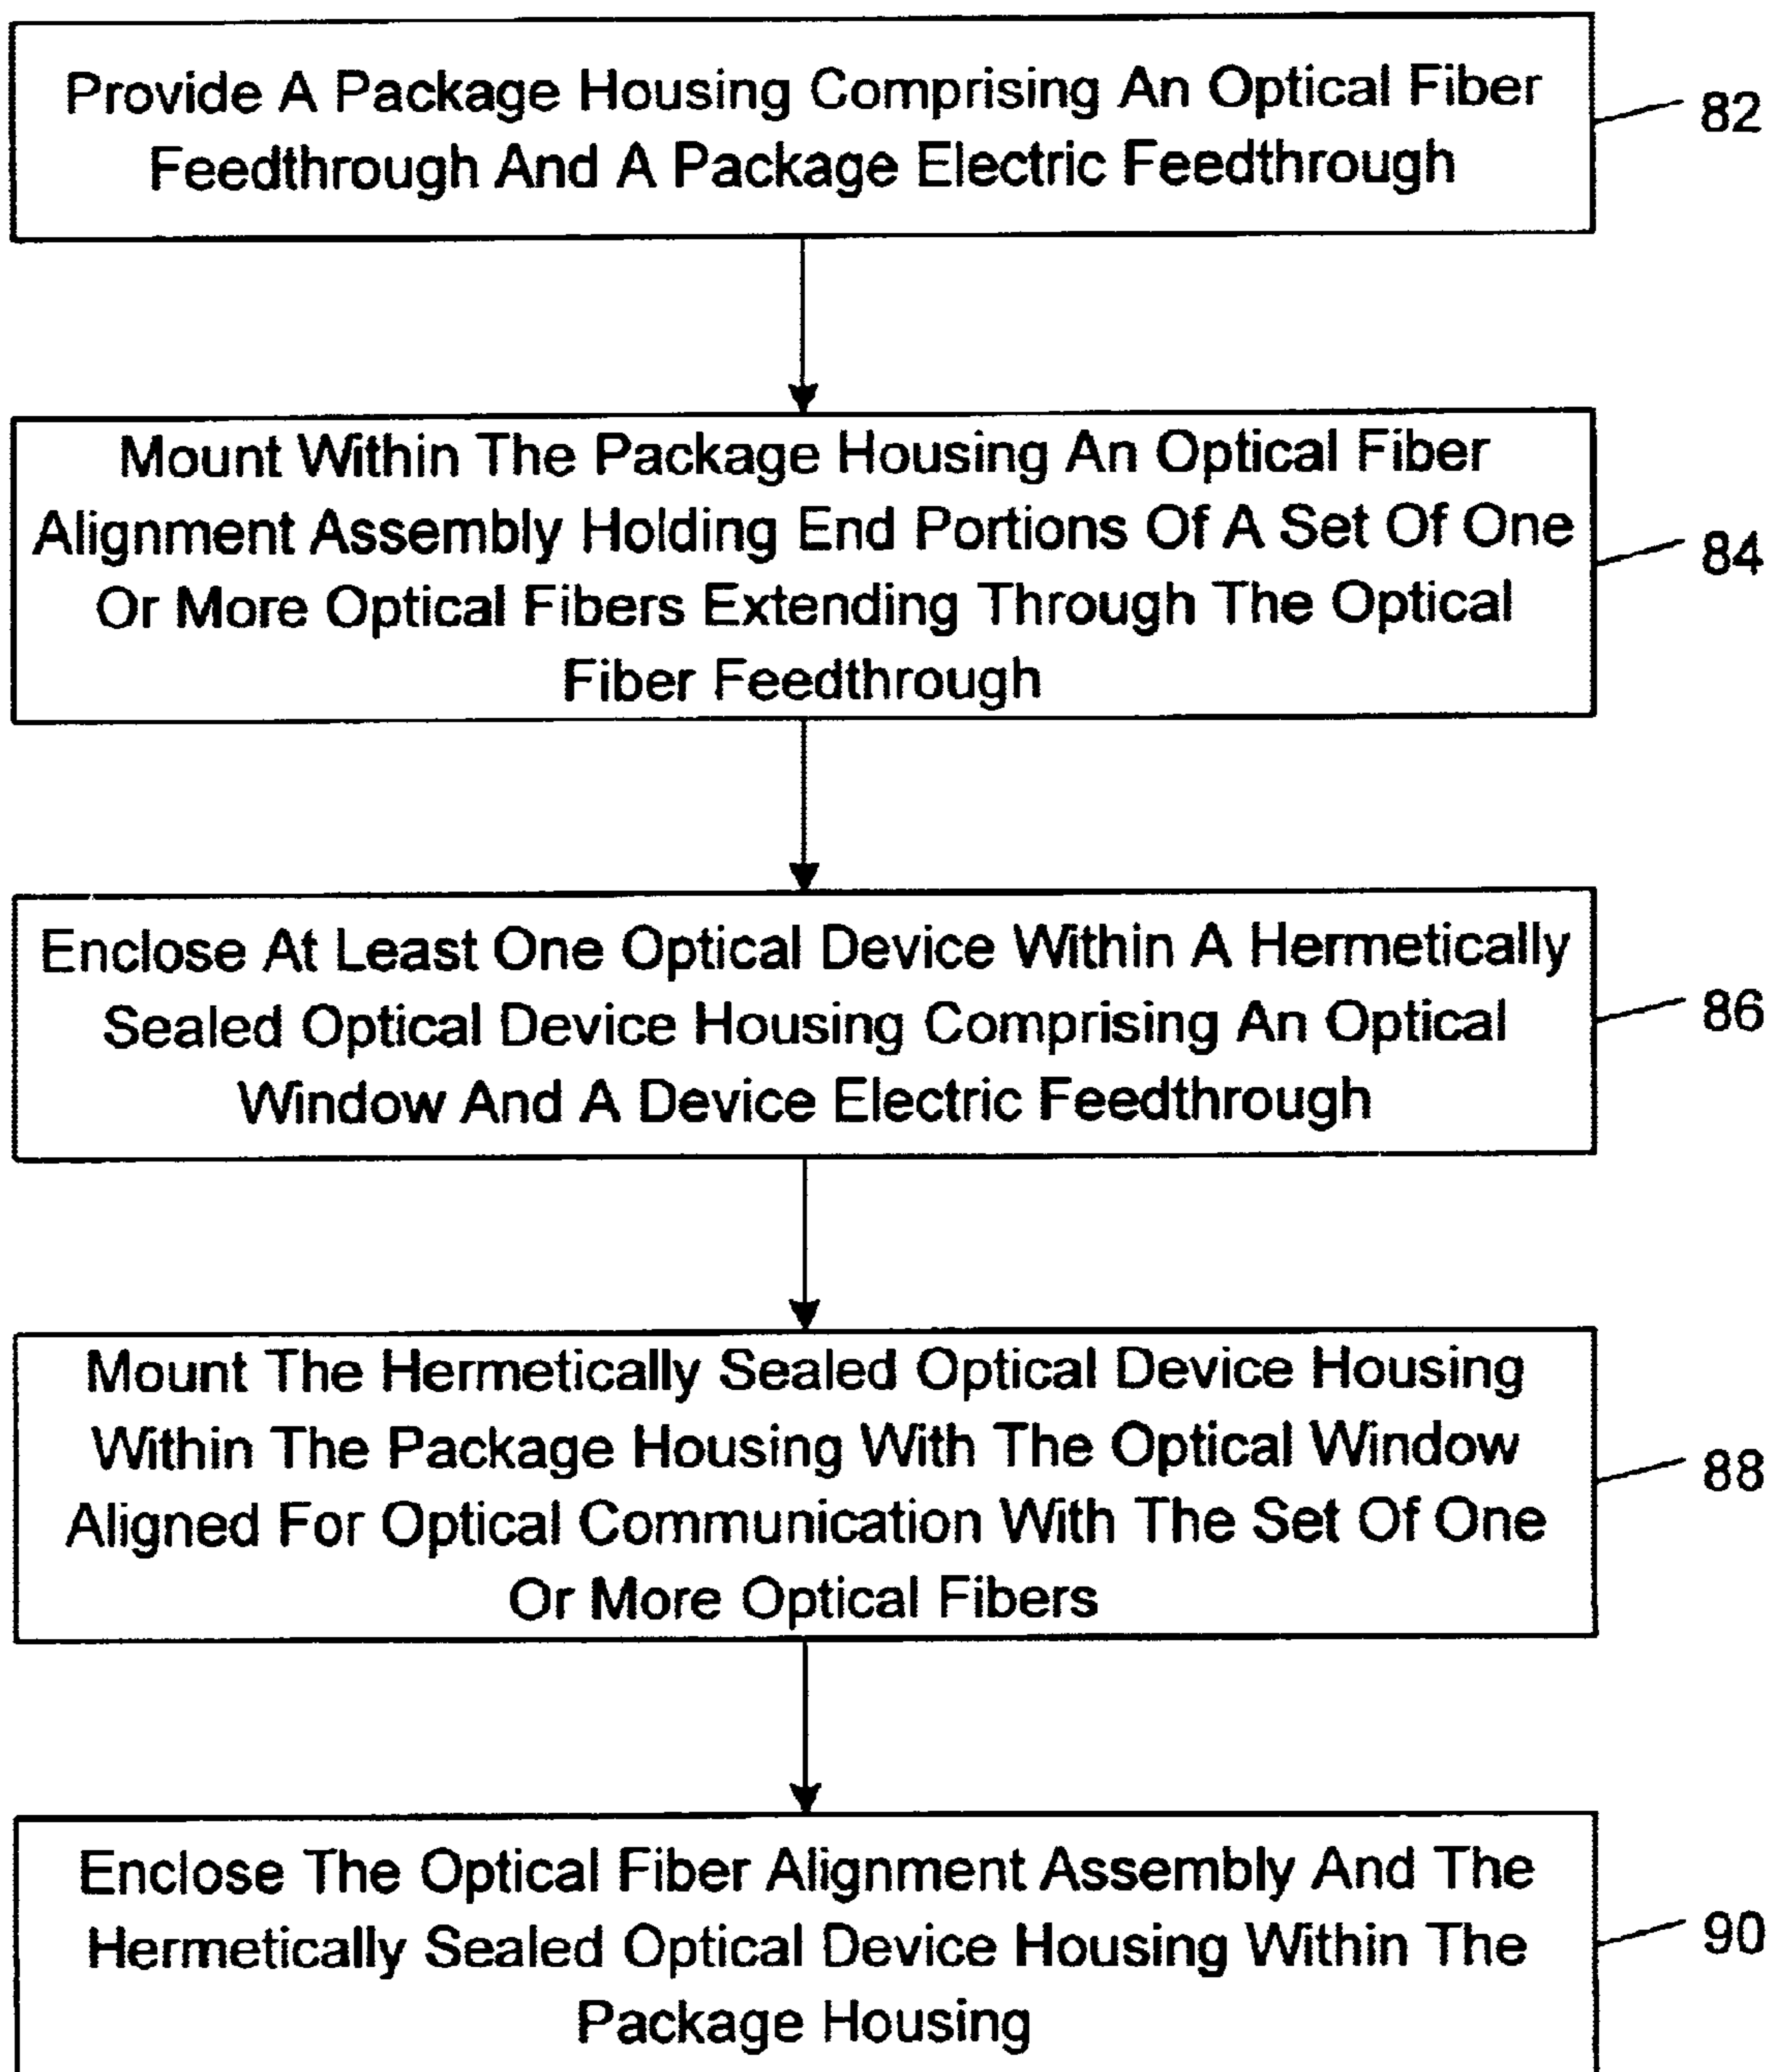 Provide A Package Housing Comprising An Optical Fiber
Feedthrough And A Package Electric Feedthrough
82
Mount Within The Package Housing An Optical Fiber
Alignment Assembly Holding End Portions Of A Set Of One
Or More Optical Fibers Extending Through The Optical
Fiber Feedthrough
84
Enclose At Least One Optical Device Within A Hermetically
Sealed Optical Device Housing Comprising An Optical
Window And A Device Electric Feedthrough
86
Mount The Hermetically Sealed Optical Device Housing
Within The Package Housing With The Optical Window
Aligned For Optical Communication With The Set Of One
Or More Optical Fibers
88
Enclose The Optical Fiber Alignment Assembly And The
Hermetically Sealed Optical Device Housing Within The
Package Housing
90